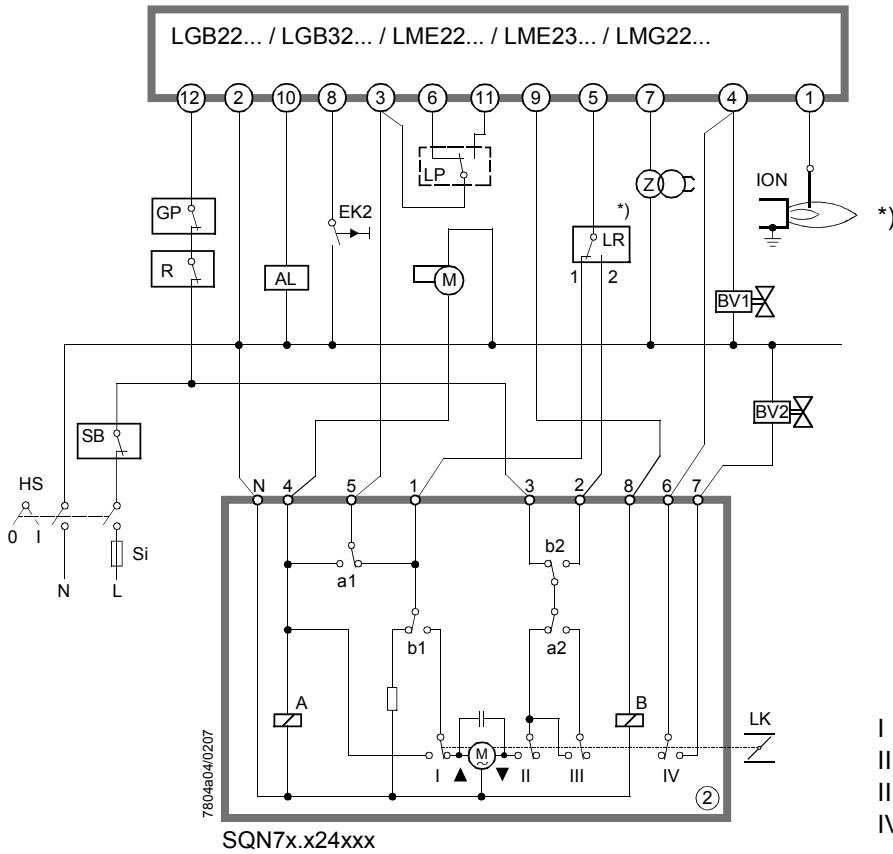 LGB22... / LGB32... / LME22... / LME23... / LMG22...
12 2 10 8 3 6 11 9 5 7 4 1
LP
Z
ION
*)
GP
EK2
*)
LR
R
AL
M
1 2
BV1
BV2
SB
HS
0 I
Si
N L
N 4 5 1 3 2 8 6 7
b2
a1
b1
a2
A
B
LK
M
~
I II III IV
2
7804a04/0207
SQN7x.x24xxx
I
II
II
IV